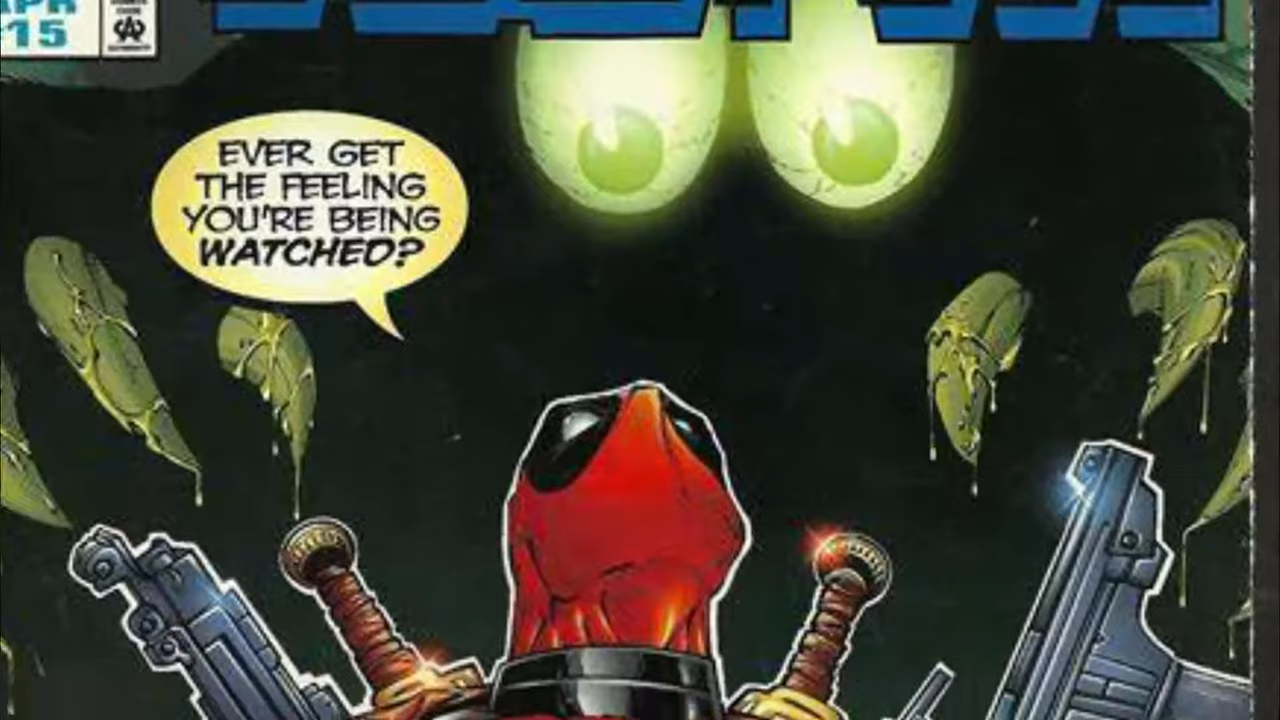 APR
15
EVER GET
THE FEELING
YOU'RE BEING
WATCHED?